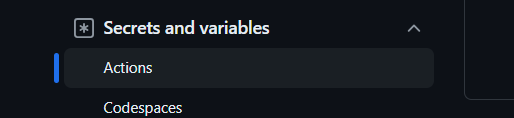 Secrets and variables
Actions
Codespaces